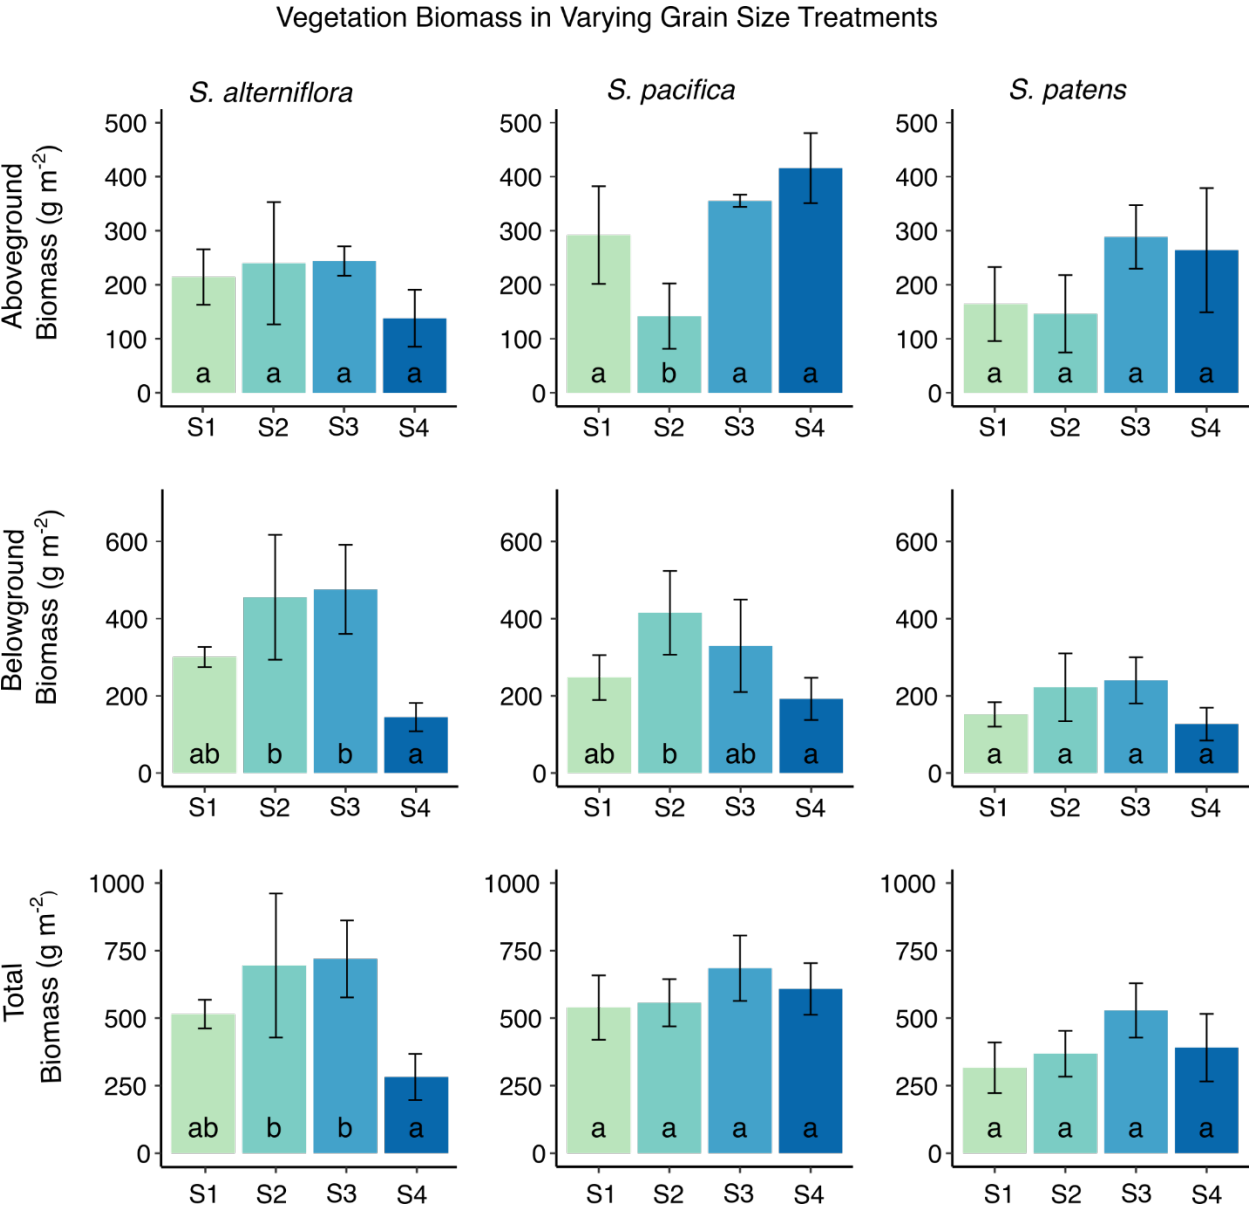 Vegetation Biomass in Varying Grain Size Treatments
S. alterniflora
S. pacifica
S. patens
Aboveground
Biomass (g m-2)
500
400
300
200
100
0
a a a a
S1 S2 S3 S4
500
400
300
200
100
0
a b a a
S1 S2 S3 S4
500
400
300
200
100
0
a a a a
S1 S2 S3 S4
Belowground
Biomass (g m-2)
600
400
200
0
ab b b a
S1 S2 S3 S4
600
400
200
0
ab b ab a
S1 S2 S3 S4
600
400
200
0
a a a a
S1 S2 S3 S4
Total
Biomass (g m-2)
1000
750
500
250
0
ab b b a
S1 S2 S3 S4
1000
750
500
250
0
a a a a
S1 S2 S3 S4
1000
750
500
250
0
a a a a
S1 S2 S3 S4